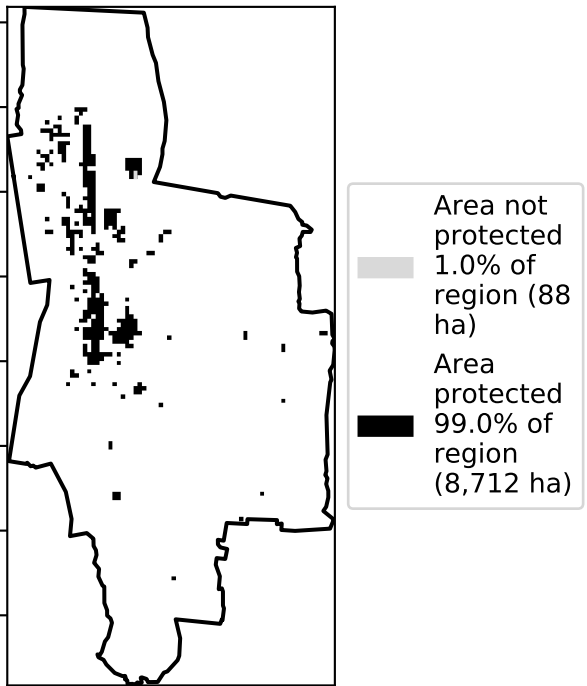 Area not
protected
1.0% of
region (88
ha)
Area
protected
99.0% of
region
(8,712 ha)